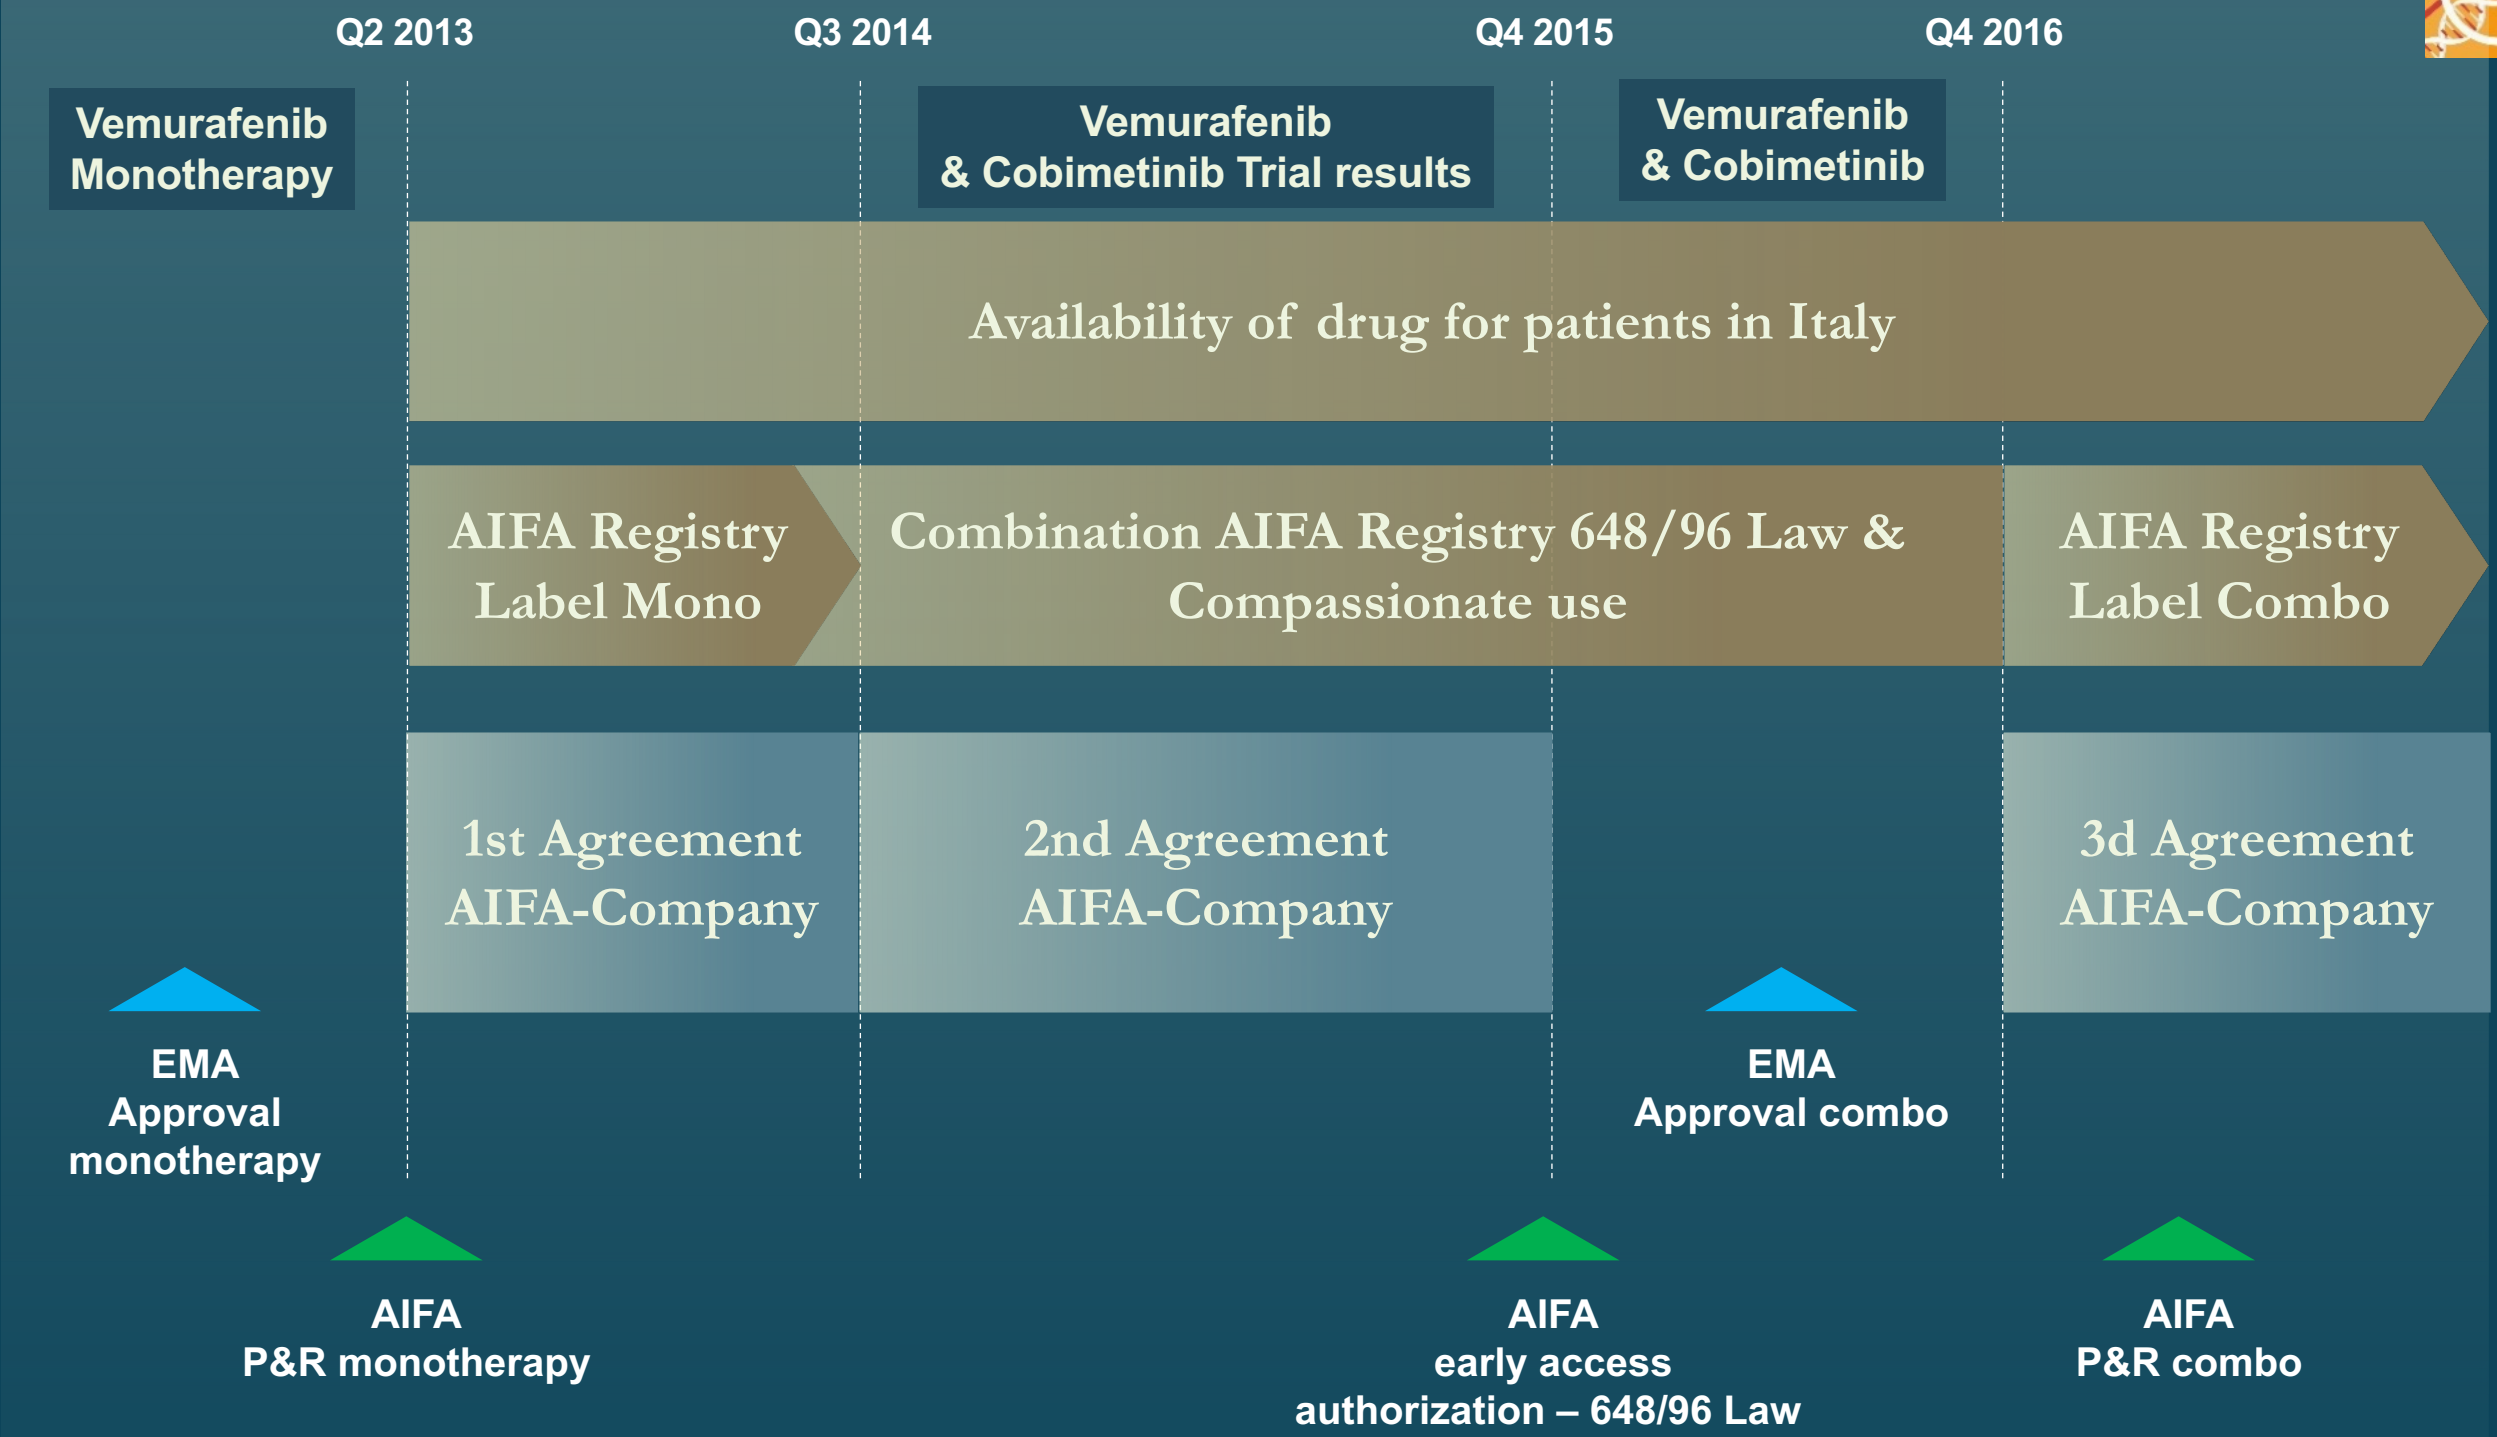 Q2 2013
Q3 2014
Q4 2015
Q4 2016
Vemurafenib
Monotherapy
Vemurafenib
& Cobimetinib Trial results
Vemurafenib
& Cobimetinib
Availability of drug for patients in Italy
AIFA Registry
Label Mono
Combination AIFA Registry 648/96 Law &
Compassionate use
AIFA Registry
Label Combo
1st Agreement
AIFA-Company
2nd Agreement
AIFA-Company
3d Agreement
AIFA-Company
EMA
Approval
monotherapy
EMA
Approval combo
AIFA
P&R monotherapy
AIFA
early access
authorization – 648/96 Law
AIFA
P&R combo